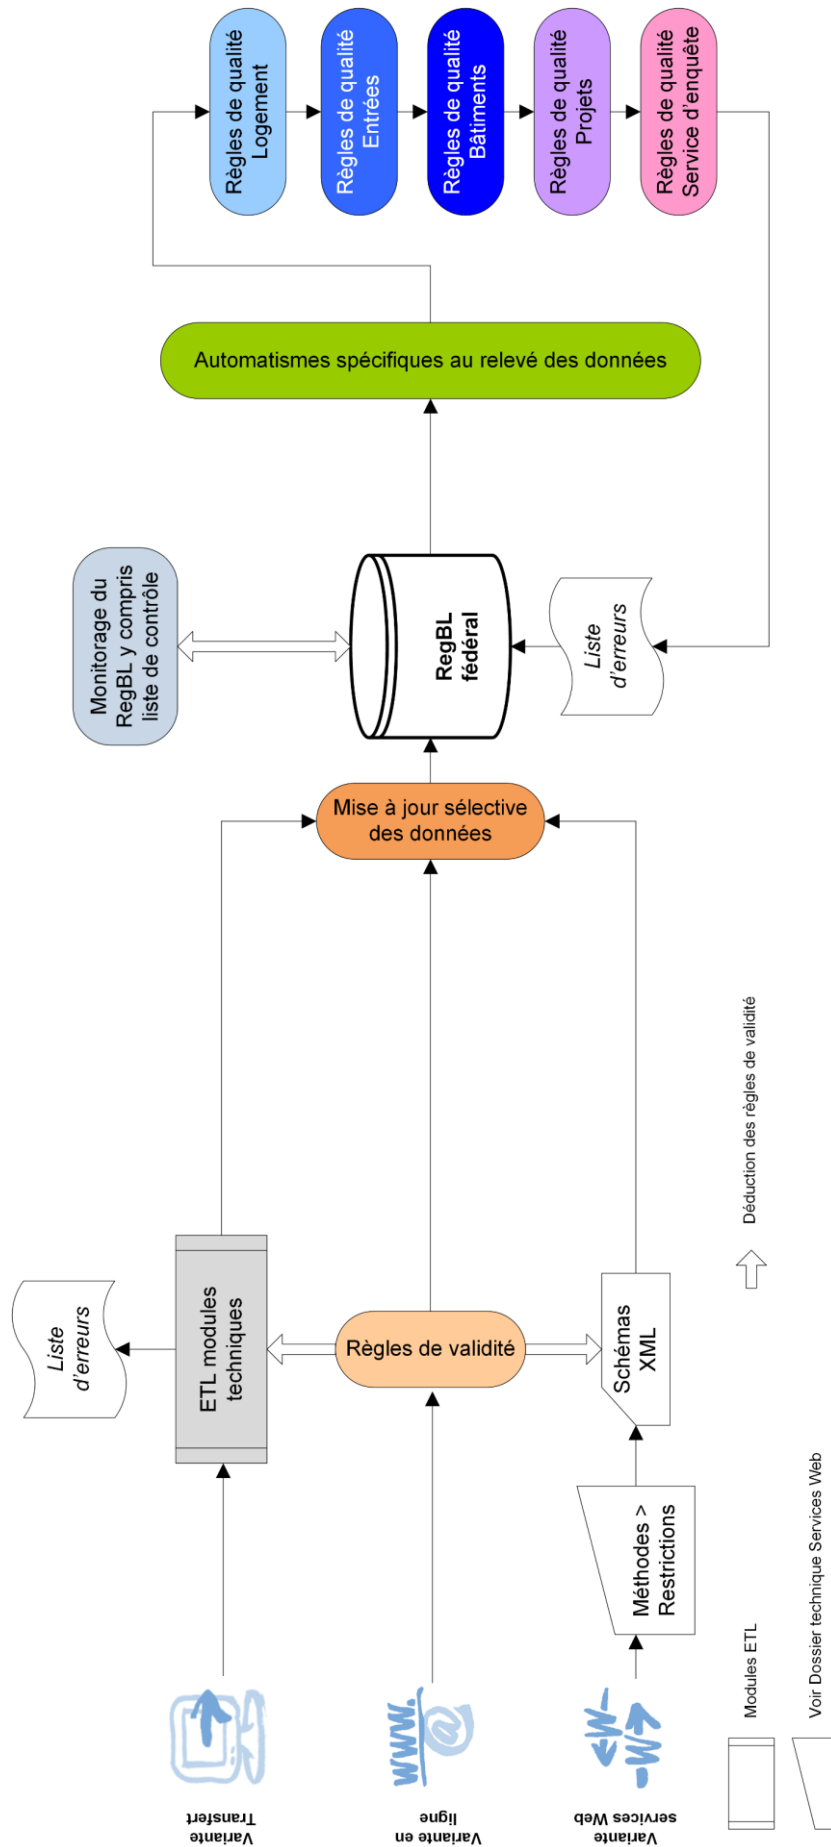 Variante
Transfert
ETL modules
techniques
Liste
d'erreurs
Variante en
ligne
www.
@
Règles de validité
Variante
services Web
<W-
-W>
Méthodes >
Restrictions
Schémas
XML
Mise à jour sélective
des données
Monitorage du
RegBL y compris
liste de contrôle
RegBL
fédéral
Liste
d'erreurs
Automatismes spécifiques au relevé des données
Règles de qualité
Logement
Règles de qualité
Entrées
Règles de qualité
Bâtiments
Règles de qualité
Projets
Règles de qualité
Service d'enquête
Modules ETL
Déduction des règles de validité
Voir Dossier technique Services Web